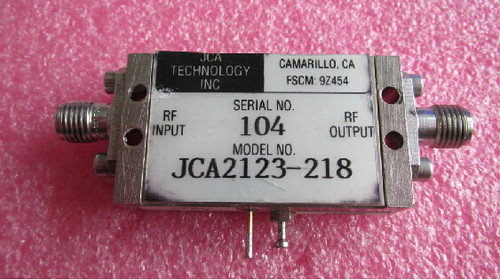 JCA
TECHNOLOGY
INC
CAMARILLO, CA
FSCM: 9Z454
RF
INPUT
SERIAL NO.
104
MODEL NO.
JCA2123-218
RF
OUTPUT